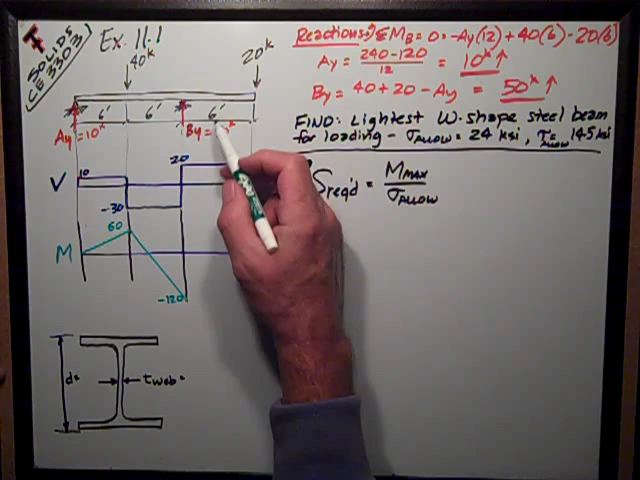 SOLIDS
CE 3303
Ex. 11.1
40k
20k
6' 6' 6'
Ay = 10k
By =
V
10
-30
20
M
60
-120
d=
tweb=
Reactions: ΣMB = 0 = -Ay(12) + 40(6) - 20(6)
Ay = 240-120 / 12 = 10k ↑
By = 40 + 20 - Ay = 50k ↑
FIND: Lightest W-shape steel beam
for loading - σALLOW = 24 ksi, τALLOW = 14.5 ksi
Sreq'd = MMAX / σALLOW